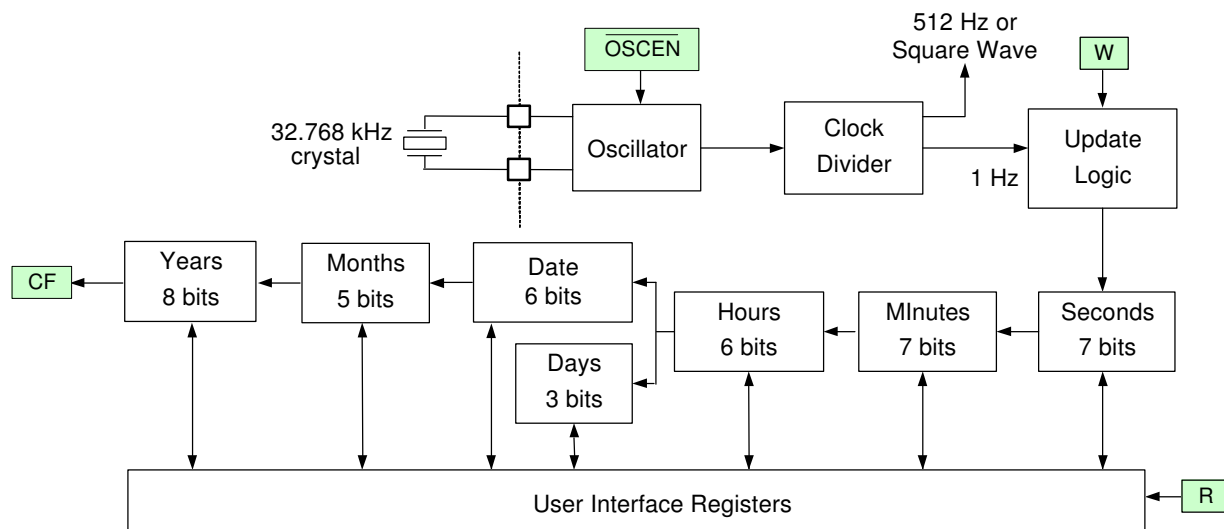 512 Hz or
Square Wave
OSCEN
W
32.768 kHz
crystal
Oscillator
Clock
Divider
1 Hz
Update
Logic
CF
Years
8 bits
Months
5 bits
Date
6 bits
Days
3 bits
Hours
6 bits
MInutes
7 bits
Seconds
7 bits
User Interface Registers
R